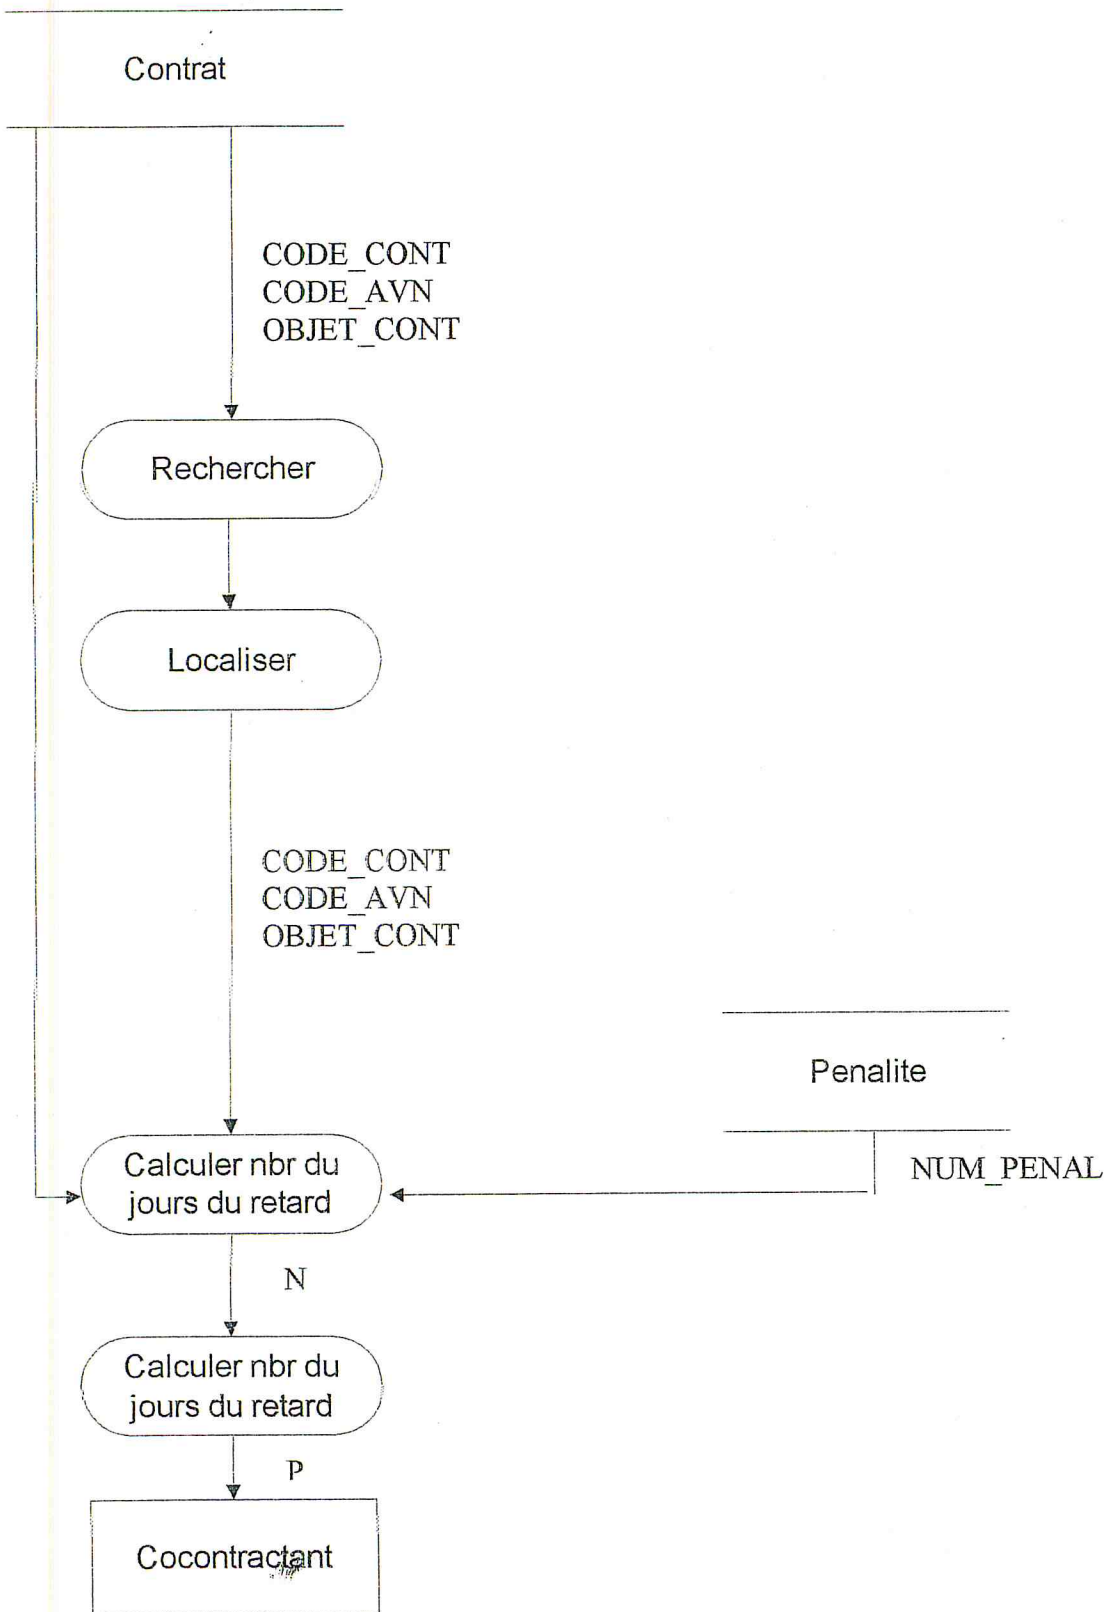 Contrat
CODE_CONT
CODE_AVN
OBJET_CONT
Rechercher
Localiser
CODE_CONT
CODE_AVN
OBJET_CONT
Penalite
NUM_PENAL
Calculer nbr du
jours du retard
N
Calculer nbr du
jours du retard
P
Cocontractant